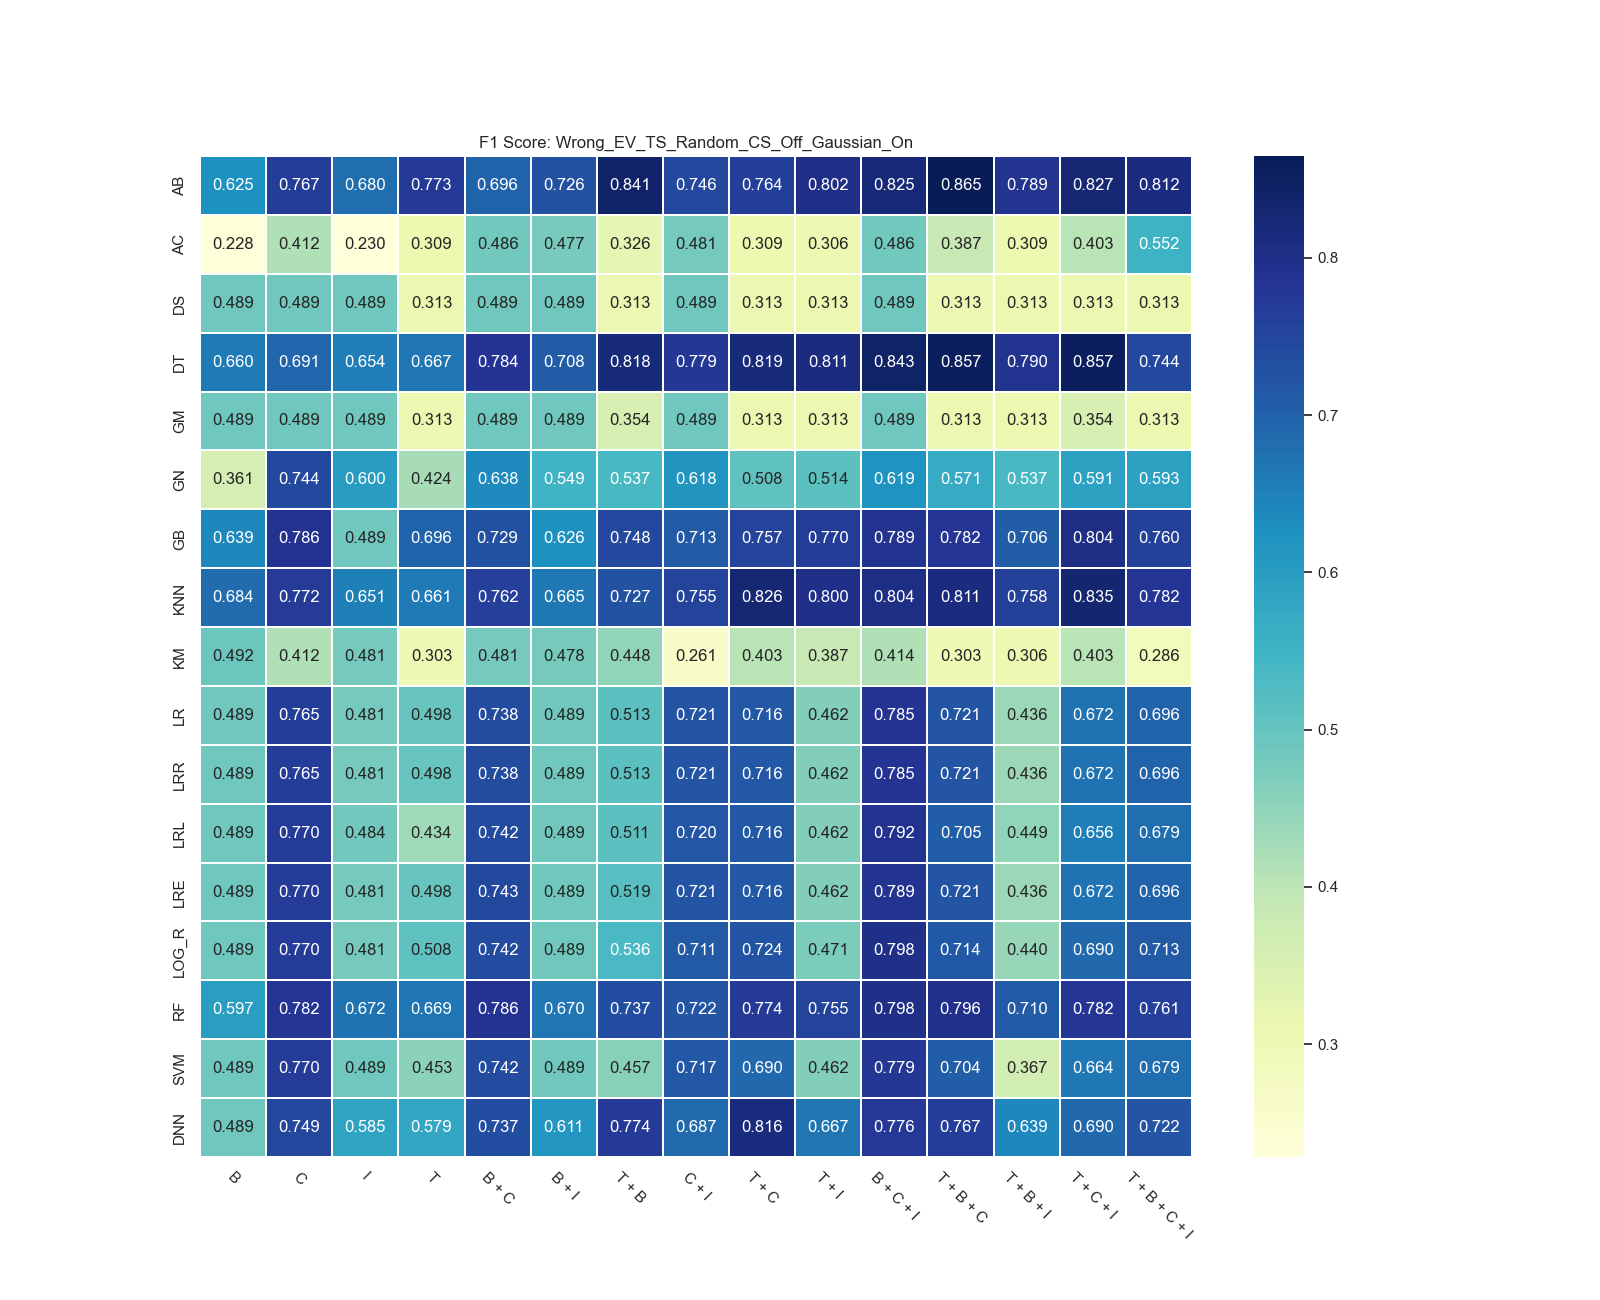 F1 Score: Wrong_EV_TS_Random_CS_Off_Gaussian_On
AB 0.625 0.767 0.680 0.773 0.696 0.726 0.841 0.746 0.764 0.802 0.825 0.865 0.789 0.827 0.812
AC 0.228 0.412 0.230 0.309 0.486 0.477 0.326 0.481 0.309 0.306 0.486 0.387 0.309 0.403 0.552
DS 0.489 0.489 0.489 0.313 0.489 0.489 0.313 0.489 0.313 0.313 0.489 0.313 0.313 0.313 0.313
DT 0.660 0.691 0.654 0.667 0.784 0.708 0.818 0.779 0.819 0.811 0.843 0.857 0.790 0.857 0.744
GM 0.489 0.489 0.489 0.313 0.489 0.489 0.354 0.489 0.313 0.313 0.489 0.313 0.313 0.354 0.313
GN 0.361 0.744 0.600 0.424 0.638 0.549 0.537 0.618 0.508 0.514 0.619 0.571 0.537 0.591 0.593
GB 0.639 0.786 0.489 0.696 0.729 0.626 0.748 0.713 0.757 0.770 0.789 0.782 0.706 0.804 0.760
KNN 0.684 0.772 0.651 0.661 0.762 0.665 0.727 0.755 0.826 0.800 0.804 0.811 0.758 0.835 0.782
KM 0.492 0.412 0.481 0.303 0.481 0.478 0.448 0.261 0.403 0.387 0.414 0.303 0.306 0.403 0.286
LR 0.489 0.765 0.481 0.498 0.738 0.489 0.513 0.721 0.716 0.462 0.785 0.721 0.436 0.672 0.696
LRR 0.489 0.765 0.481 0.498 0.738 0.489 0.513 0.721 0.716 0.462 0.785 0.721 0.436 0.672 0.696
LRL 0.489 0.770 0.484 0.434 0.742 0.489 0.511 0.720 0.716 0.462 0.792 0.705 0.449 0.656 0.679
LRE 0.489 0.770 0.481 0.498 0.743 0.489 0.519 0.721 0.716 0.462 0.789 0.721 0.436 0.672 0.696
LOG_R 0.489 0.770 0.481 0.508 0.742 0.489 0.536 0.711 0.724 0.471 0.798 0.714 0.440 0.690 0.713
RF 0.597 0.782 0.672 0.669 0.786 0.670 0.737 0.722 0.774 0.755 0.798 0.796 0.710 0.782 0.761
SVM 0.489 0.770 0.489 0.453 0.742 0.489 0.457 0.717 0.690 0.462 0.779 0.704 0.367 0.664 0.679
DNN 0.489 0.749 0.585 0.579 0.737 0.611 0.774 0.687 0.816 0.667 0.776 0.767 0.639 0.690 0.722
B C I T B + C B + I T + B C + I T + C T + I B + C + I T + B + C T + B + I T + C + I T + B + C + I
0.8
0.7
0.6
0.5
0.4
0.3